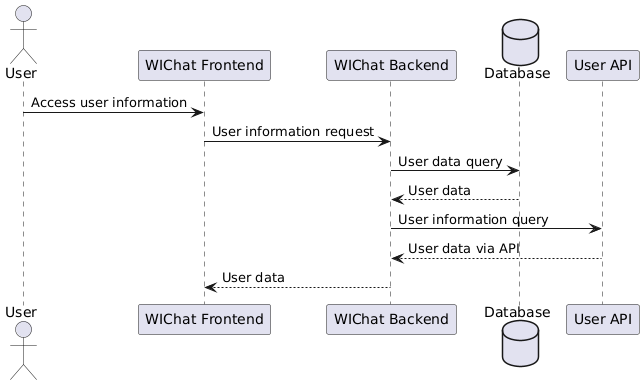 User
WIChat Frontend
WIChat Backend
Database
User API
Access user information
User information request
User data query
User data
User information query
User data via API
User data
User
WIChat Frontend
WIChat Backend
Database
User API